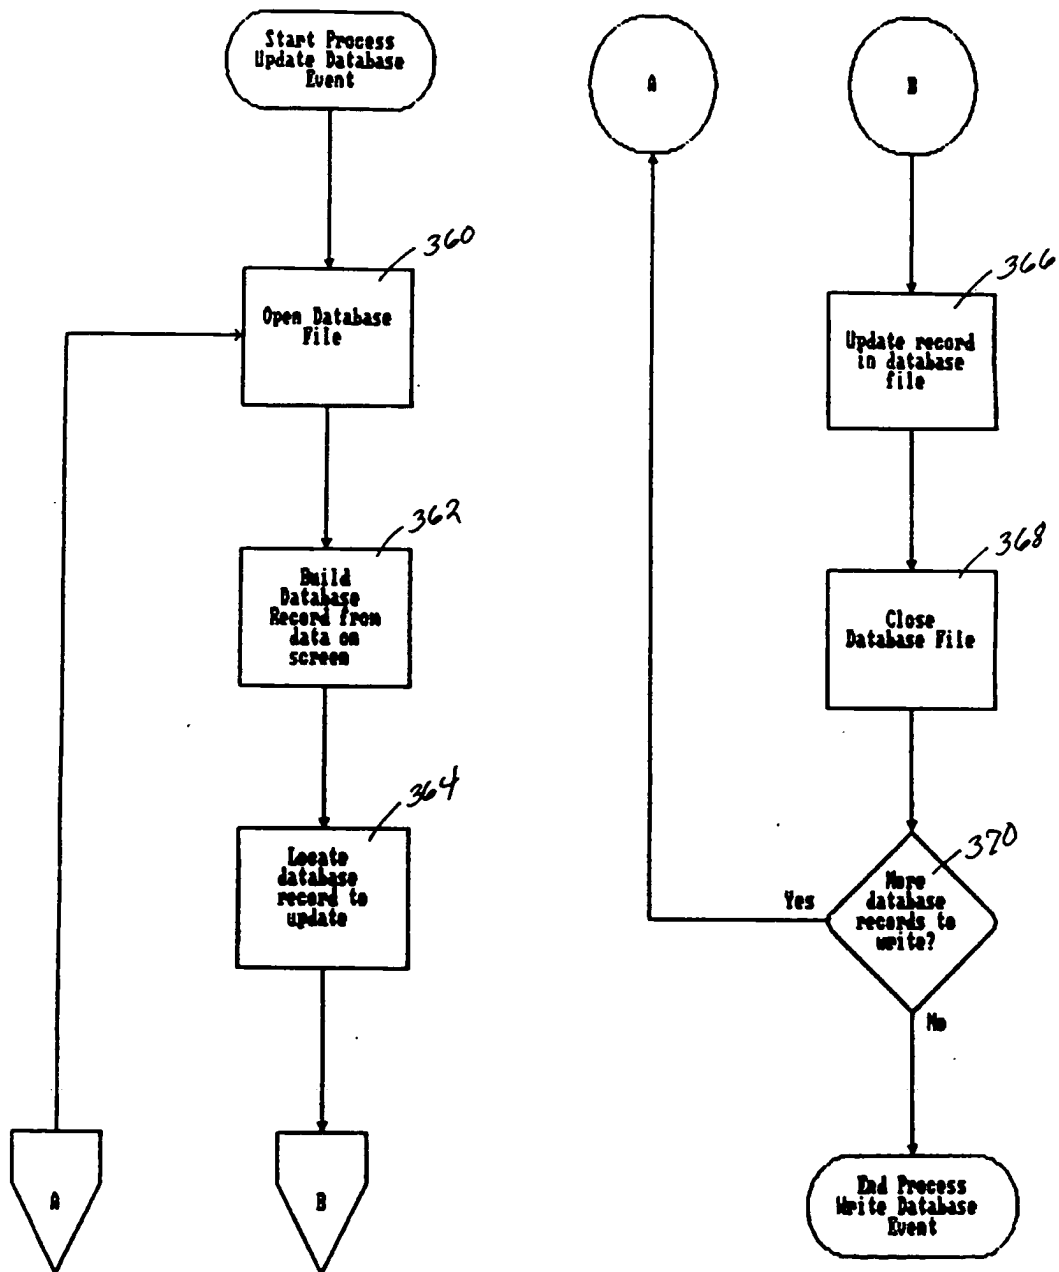 Start Process
Update Database
Event
360
Open Database
File
362
Build
Database
Record from
data on
screen
364
Locate
database
record to
update
A
B
A
B
366
Update record
in database
file
368
Close
Database File
370
More
database
records to
write?
Yes
No
End Process
Write Database
Event